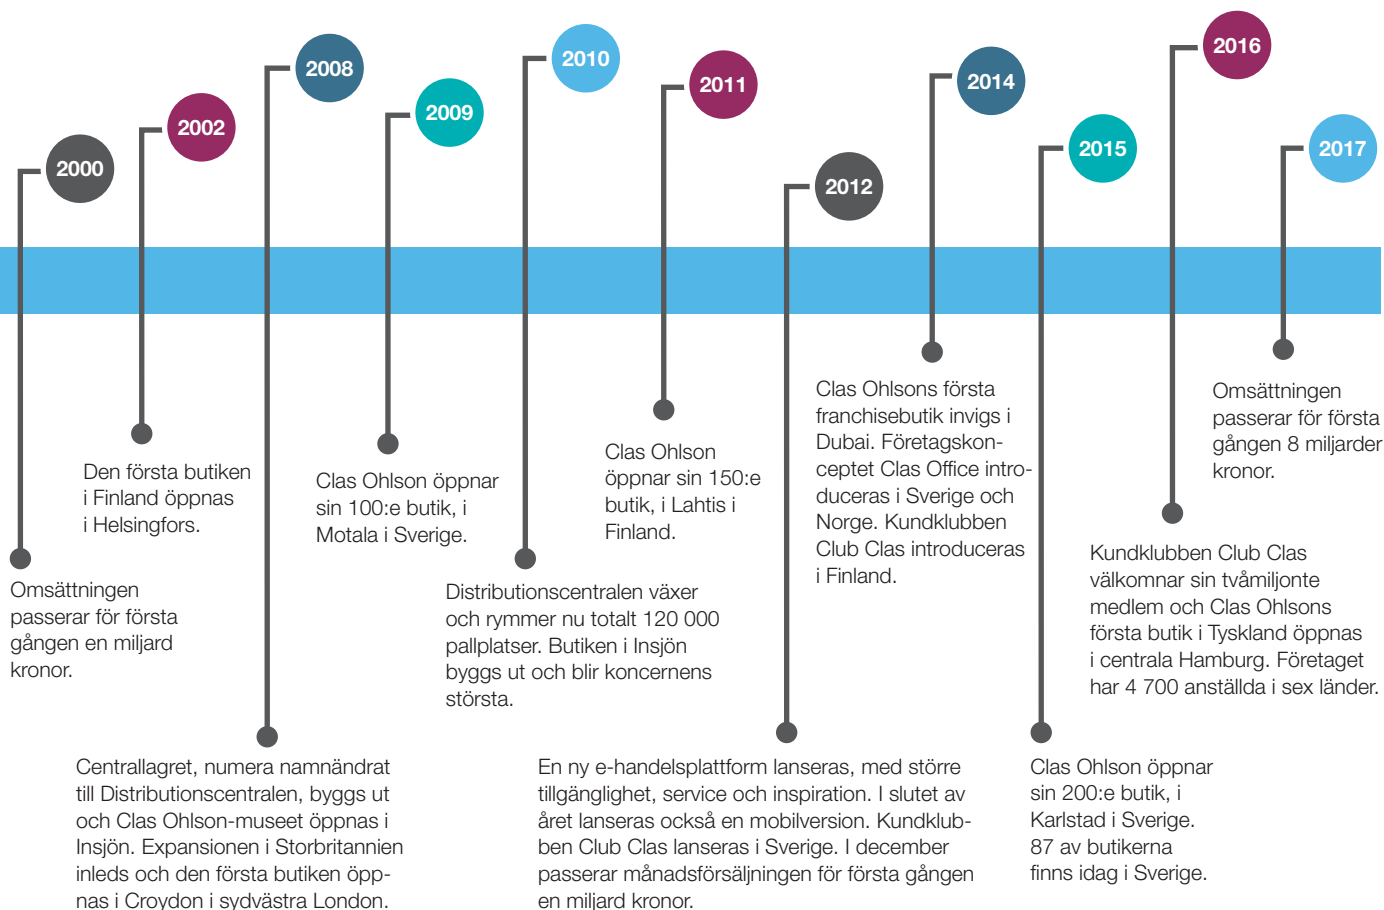 2000
Omsättningen
passerar för första
gången en miljard
kronor.
2002
Den första butiken
i Finland öppnas
i Helsingfors.
2008
Centrallagret, numera namnändrat
till Distributionscentralen, byggs ut
och Clas Ohlson-museet öppnas i
Insjön. Expansionen i Storbritannien
inleds och den första butiken öpp-
nas i Croydon i sydvästra London.
2009
Clas Ohlson öppnar
sin 100:e butik, i
Motala i Sverige.
2010
Distributionscentralen växer
och rymmer nu totalt 120 000
pallplatser. Butiken i Insjön
byggs ut och blir koncernens
största.
2011
Clas Ohlson
öppnar sin 150:e
butik, i Lahtis i
Finland.
2012
En ny e-handelsplattform lanseras, med större
tillgänglighet, service och inspiration. I slutet av
året lanseras också en mobilversion. Kundklub-
ben Club Clas lanseras i Sverige. I december
passerar månadsförsäljningen för första gången
en miljard kronor.
2014
Clas Ohlsons första
franchisebutik invigs i
Dubai. Företagskon-
ceptet Clas Office intro-
duceras i Sverige och
Norge. Kundklubben
Club Clas introduceras
i Finland.
2015
Clas Ohlson öppnar
sin 200:e butik, i
Karlstad i Sverige.
87 av butikerna
finns idag i Sverige.
2016
Kundklubben Club Clas
välkomnar sin tvåmiljonte
medlem och Clas Ohlsons
första butik i Tyskland öppnas
i centrala Hamburg. Företaget
har 4 700 anställda i sex länder.
2017
Omsättningen
passerar för första
gången 8 miljarder
kronor.